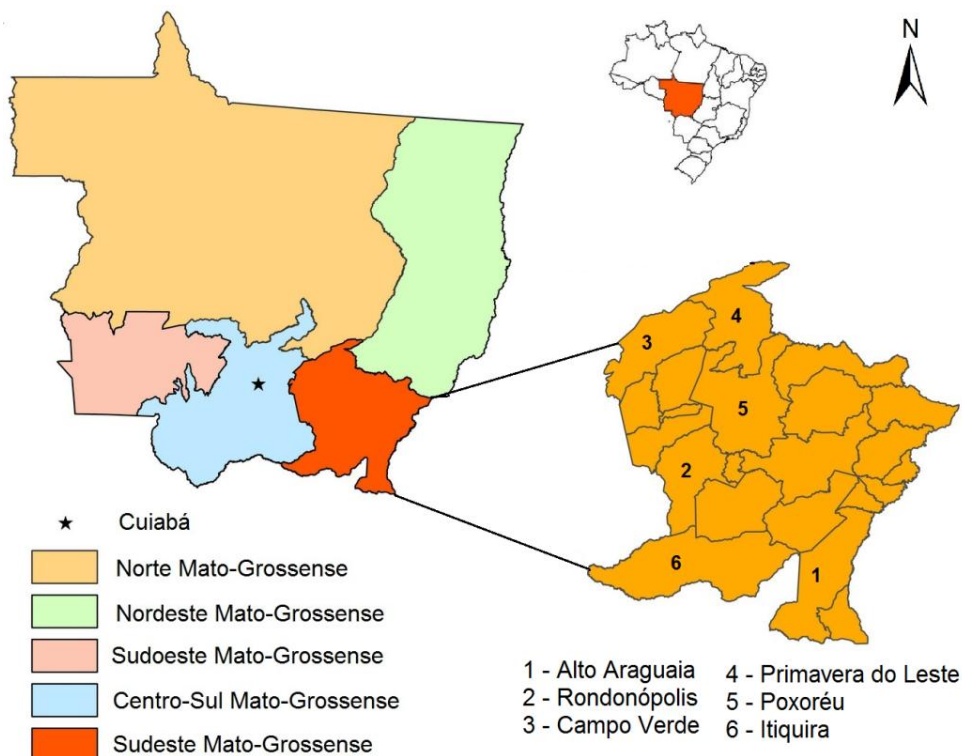 N
3
4
5
2
6
1
Cuiabá
Norte Mato-Grossense
Nordeste Mato-Grossense
Sudoeste Mato-Grossense
Centro-Sul Mato-Grossense
Sudeste Mato-Grossense
1 - Alto Araguaia
2 - Rondonópolis
3 - Campo Verde
4 - Primavera do Leste
5 - Poxoréu
6 - Itiquira